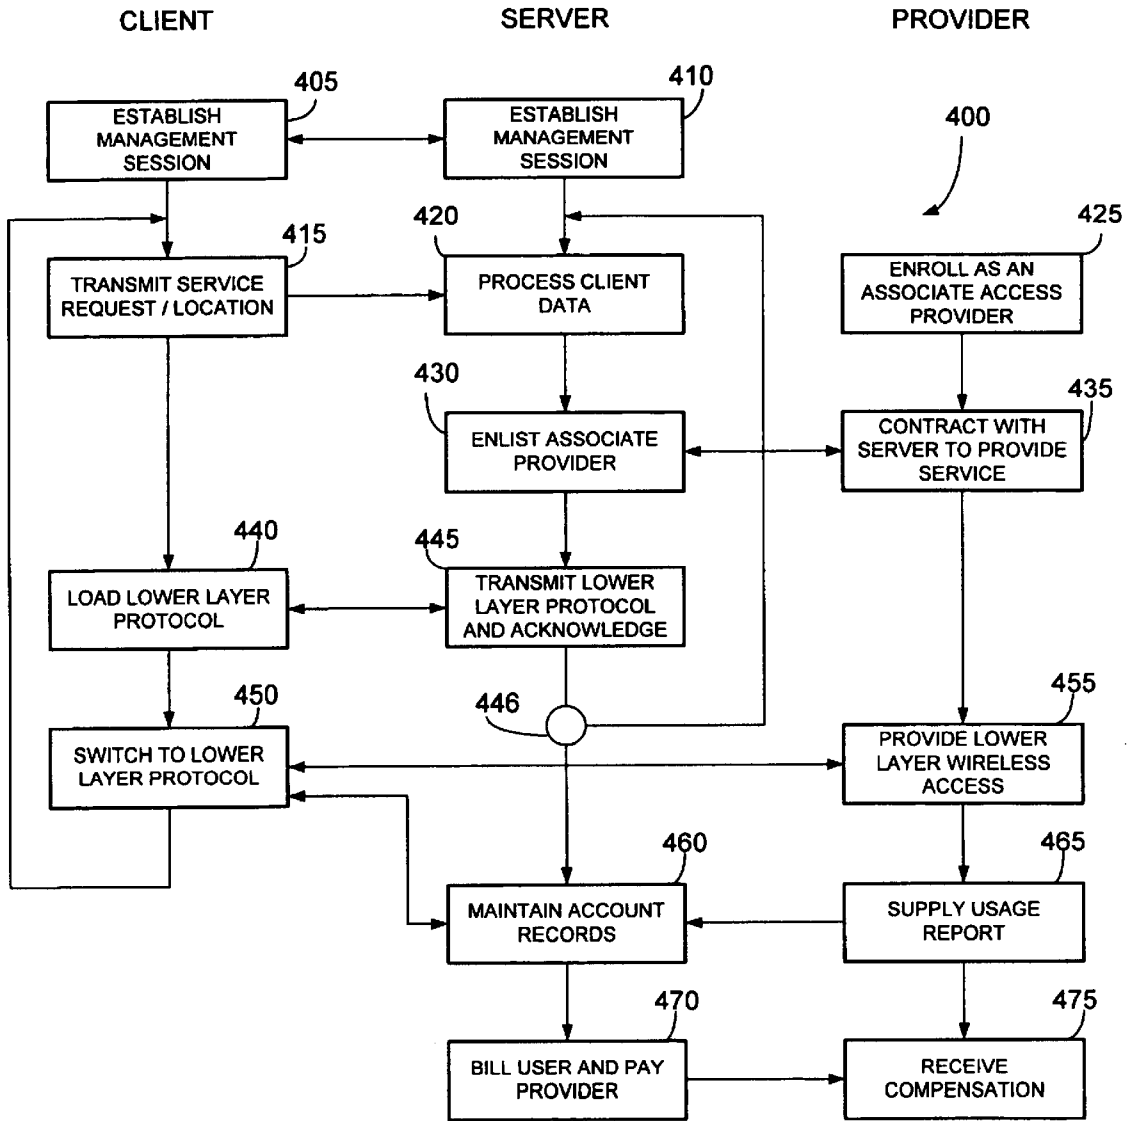 CLIENT
SERVER
PROVIDER
405
ESTABLISH
MANAGEMENT
SESSION
410
ESTABLISH
MANAGEMENT
SESSION
400
415
TRANSMIT SERVICE
REQUEST / LOCATION
420
PROCESS CLIENT
DATA
425
ENROLL AS AN
ASSOCIATE ACCESS
PROVIDER
430
ENLIST ASSOCIATE
PROVIDER
435
CONTRACT WITH
SERVER TO PROVIDE
SERVICE
440
LOAD LOWER LAYER
PROTOCOL
445
TRANSMIT LOWER
LAYER PROTOCOL
AND ACKNOWLEDGE
446
450
SWITCH TO LOWER
LAYER PROTOCOL
455
PROVIDE LOWER
LAYER WIRELESS
ACCESS
460
MAINTAIN ACCOUNT
RECORDS
465
SUPPLY USAGE
REPORT
470
BILL USER AND PAY
PROVIDER
475
RECEIVE
COMPENSATION